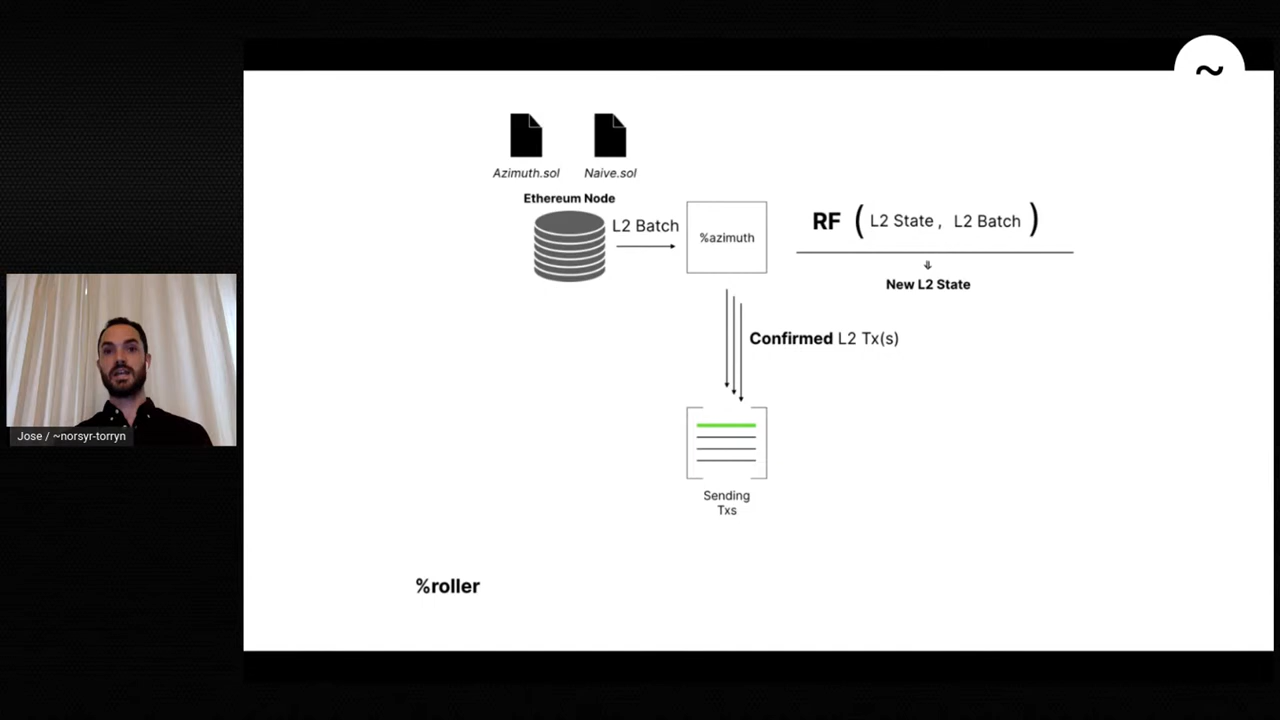 ~
Azimuth.sol
Naive.sol
Ethereum Node
L2 Batch
%azimuth
RF ( L2 State , L2 Batch )
⇓
New L2 State
Confirmed L2 Tx(s)
Sending
Txs
Jose / ~norsyr-torryn
%roller